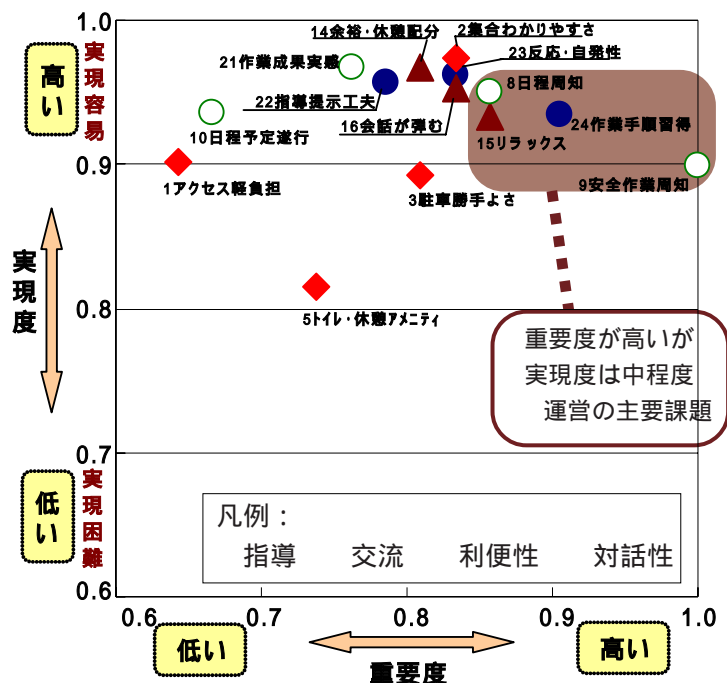 1.0
14余裕・休憩配分
2集合わかりやすさ
高い
実現容易
21作業成果実感
23反応・自発性
22指導提示工夫
8日程周知
10日程予定遂行
16会話が弾む
15リラックス
24作業手順習得
0.9
1アクセス軽負担
3駐車勝手よさ
9安全作業周知
実現度
5トイレ・休憩アメニティ
0.8
重要度が高いが
実現度は中程度
運営の主要課題
0.7
低い
実現困難
凡例：
指導 交流 利便性 対話性
0.6
0.6 0.7 0.8 0.9 1.0
低い 重要度 高い